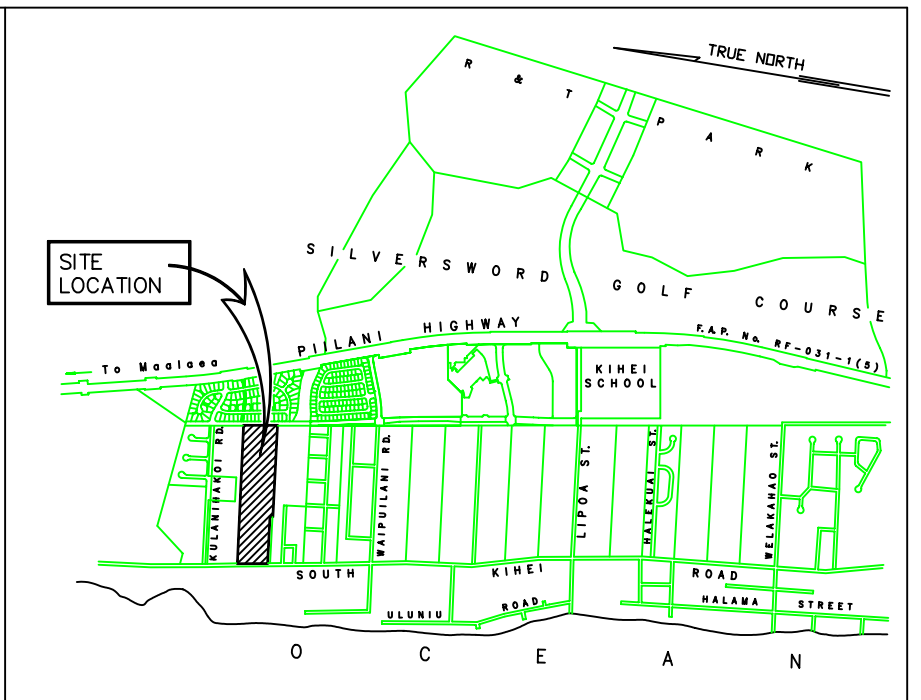 TRUE NORTH
R & T PARK
SITE
LOCATION
SILVERSWORD GOLF COURSE
PIILANI HIGHWAY
F.A.P. No. RF-031-1(5)
To Maalaea
KIHEI
SCHOOL
KULANIHAKOI RD.
WAIPUILANI RD.
LIPOA ST.
HALEKUAI ST.
WELAKAHAO ST.
SOUTH KIHEI ROAD
HALAMA STREET
ULUNIU ROAD
OCEAN